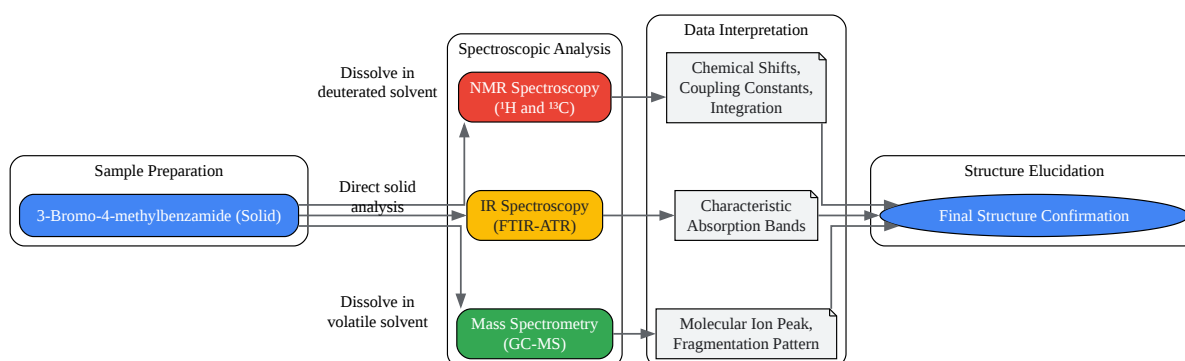 Sample Preparation
3-Bromo-4-methylbenzamide (Solid)
Dissolve in
deuterated solvent
Direct solid
analysis
Dissolve in
volatile solvent
Spectroscopic Analysis
NMR Spectroscopy
(¹H and ¹³C)
IR Spectroscopy
(FTIR-ATR)
Mass Spectrometry
(GC-MS)
Data Interpretation
Chemical Shifts,
Coupling Constants,
Integration
Characteristic
Absorption Bands
Molecular Ion Peak,
Fragmentation Pattern
Structure Elucidation
Final Structure Confirmation